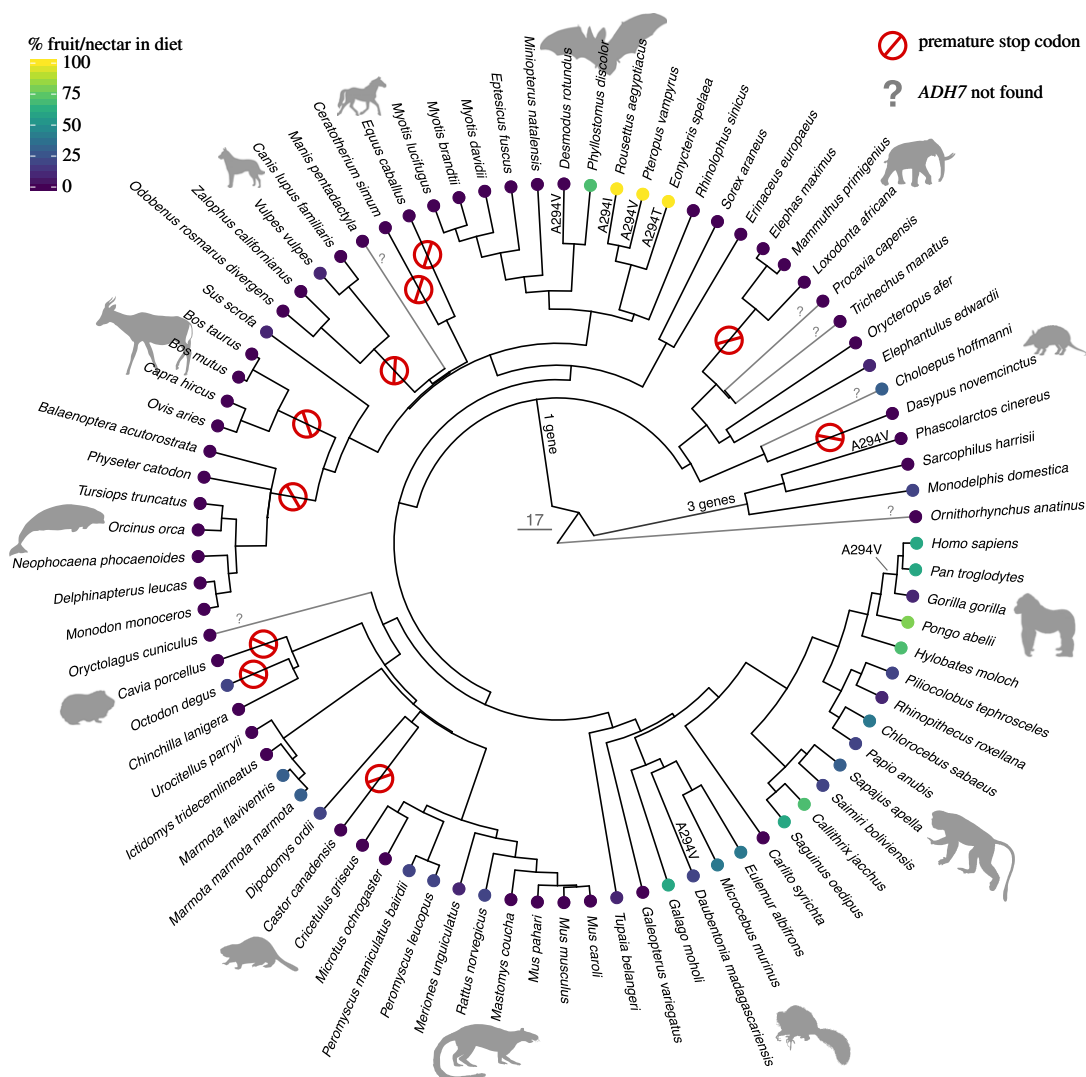 % fruit/nectar in diet
100
75
50
25
0
premature stop codon
? ADH7 not found
Odobenus rosmarus divergens
Zalophus californianus
Vulpes vulpes
Canis lupus familiaris
Manis pentadactyla
?
Ceratotherium simum
Equus caballus
Myotis lucifugus
Myotis brandtii
Myotis davidii
Eptesicus fuscus
Miniopterus natalensis
Desmodus rotundus
A294V
Phyllostomus discolor
Rousettus aegyptiacus
A294I
Pteropus vampyrus
A294V
Eonycteris spelaea
A294T
Rhinolophus sinicus
Sorex araneus
Erinaceus europaeus
Elephas maximus
Mammuthus primigenius
Loxodonta africana
Procavia capensis
?
Trichechus manatus
?
Orycteropus afer
Elephantulus edwardii
Choloepus hoffmanni
?
Dasypus novemcinctus
Phascolarctos cinereus
A294V
Sarcophilus harrisii
Monodelphis domestica
Ornithorhynchus anatinus
?
1 gene
3 genes
17
Homo sapiens
A294V
Pan troglodytes
Gorilla gorilla
Pongo abelii
Hylobates moloch
Piliocolobus tephrosceles
Rhinopithecus roxellana
Chlorocebus sabaeus
Papio anubis
Sapajus apella
Saimiri boliviensis
Callithrix jacchus
Saguinus oedipus
Carlito syrichta
Eulemur albifrons
Microcebus murinus
Daubentonia madagascariensis
A294V
Galago moholi
Galeopterus variegatus
Tupaia belangeri
Mus caroli
Mus musculus
Mus pahari
Mastomys coucha
Rattus norvegicus
Meriones unguiculatus
Peromyscus leucopus
Peromyscus maniculatus bairdii
Microtus ochrogaster
Cricetulus griseus
Castor canadensis
Dipodomys ordii
Marmota marmota marmota
Marmota flaviventris
Ictidomys tridecemlineatus
Urocitellus parryii
Chinchilla lanigera
Octodon degus
Cavia porcellus
Oryctolagus cuniculus
?
Monodon monoceros
Delphinapterus leucas
Neophocaena phocaenoides
Orcinus orca
Tursiops truncatus
Physeter catodon
Balaenoptera acutorostrata
Ovis aries
Capra hircus
Bos mutus
Bos taurus
Sus scrofa